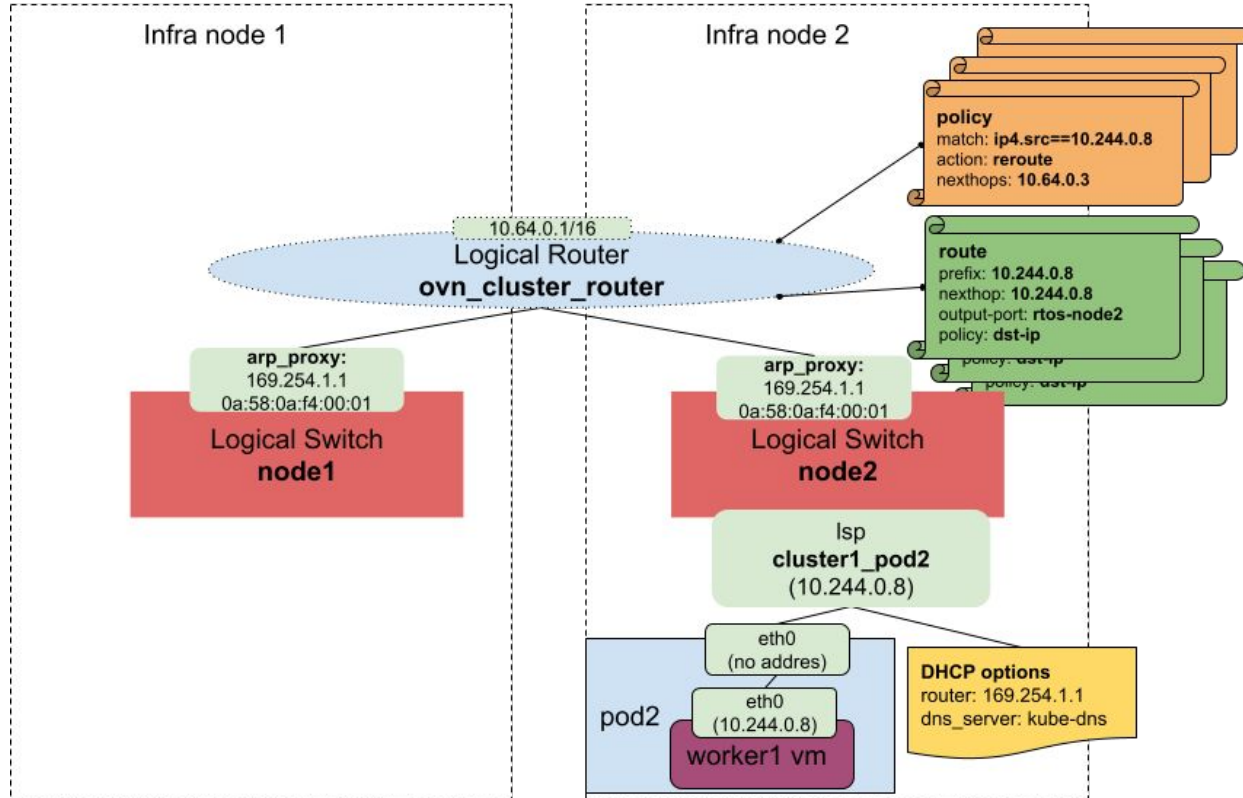 Infra node 1
Infra node 2
policy
match: ip4.src==10.244.0.8
action: reroute
nexthops: 10.64.0.3
10.64.0.1/16
Logical Router
ovn_cluster_router
route
prefix: 10.244.0.8
nexthop: 10.244.0.8
output-port: rtos-node2
policy: dst-ip
policy: dst-ip
policy: dst-ip
arp_proxy:
169.254.1.1
0a:58:0a:f4:00:01
Logical Switch
node1
arp_proxy:
169.254.1.1
0a:58:0a:f4:00:01
Logical Switch
node2
lsp
cluster1_pod2
(10.244.0.8)
eth0
(no addres)
eth0
(10.244.0.8)
pod2
worker1 vm
DHCP options
router: 169.254.1.1
dns_server: kube-dns